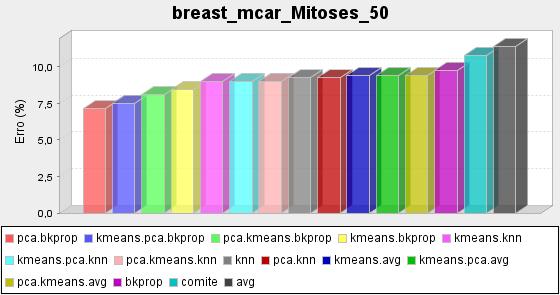 breast_mcar_Mitoses_50
Erro (%)
10,0
7,5
5,0
2,5
0,0
pca.bkprop kmeans.pca.bkprop pca.kmeans.bkprop kmeans.bkprop kmeans.knn
kmeans.pca.knn pca.kmeans.knn knn pca.knn kmeans.avg kmeans.pca.avg
pca.kmeans.avg bkprop comite avg